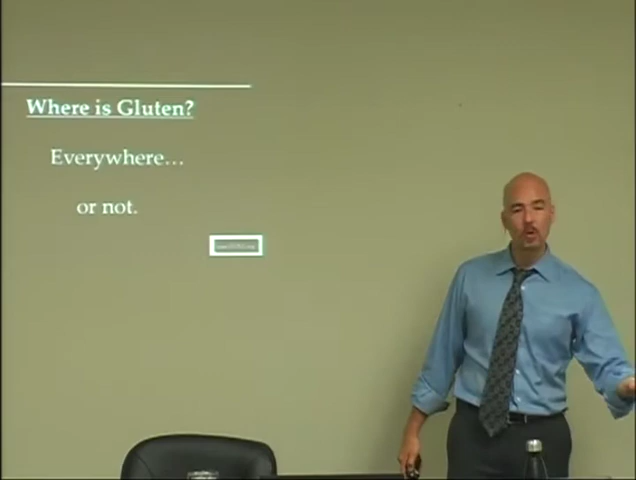 Where is Gluten?
Everywhere…
or not.